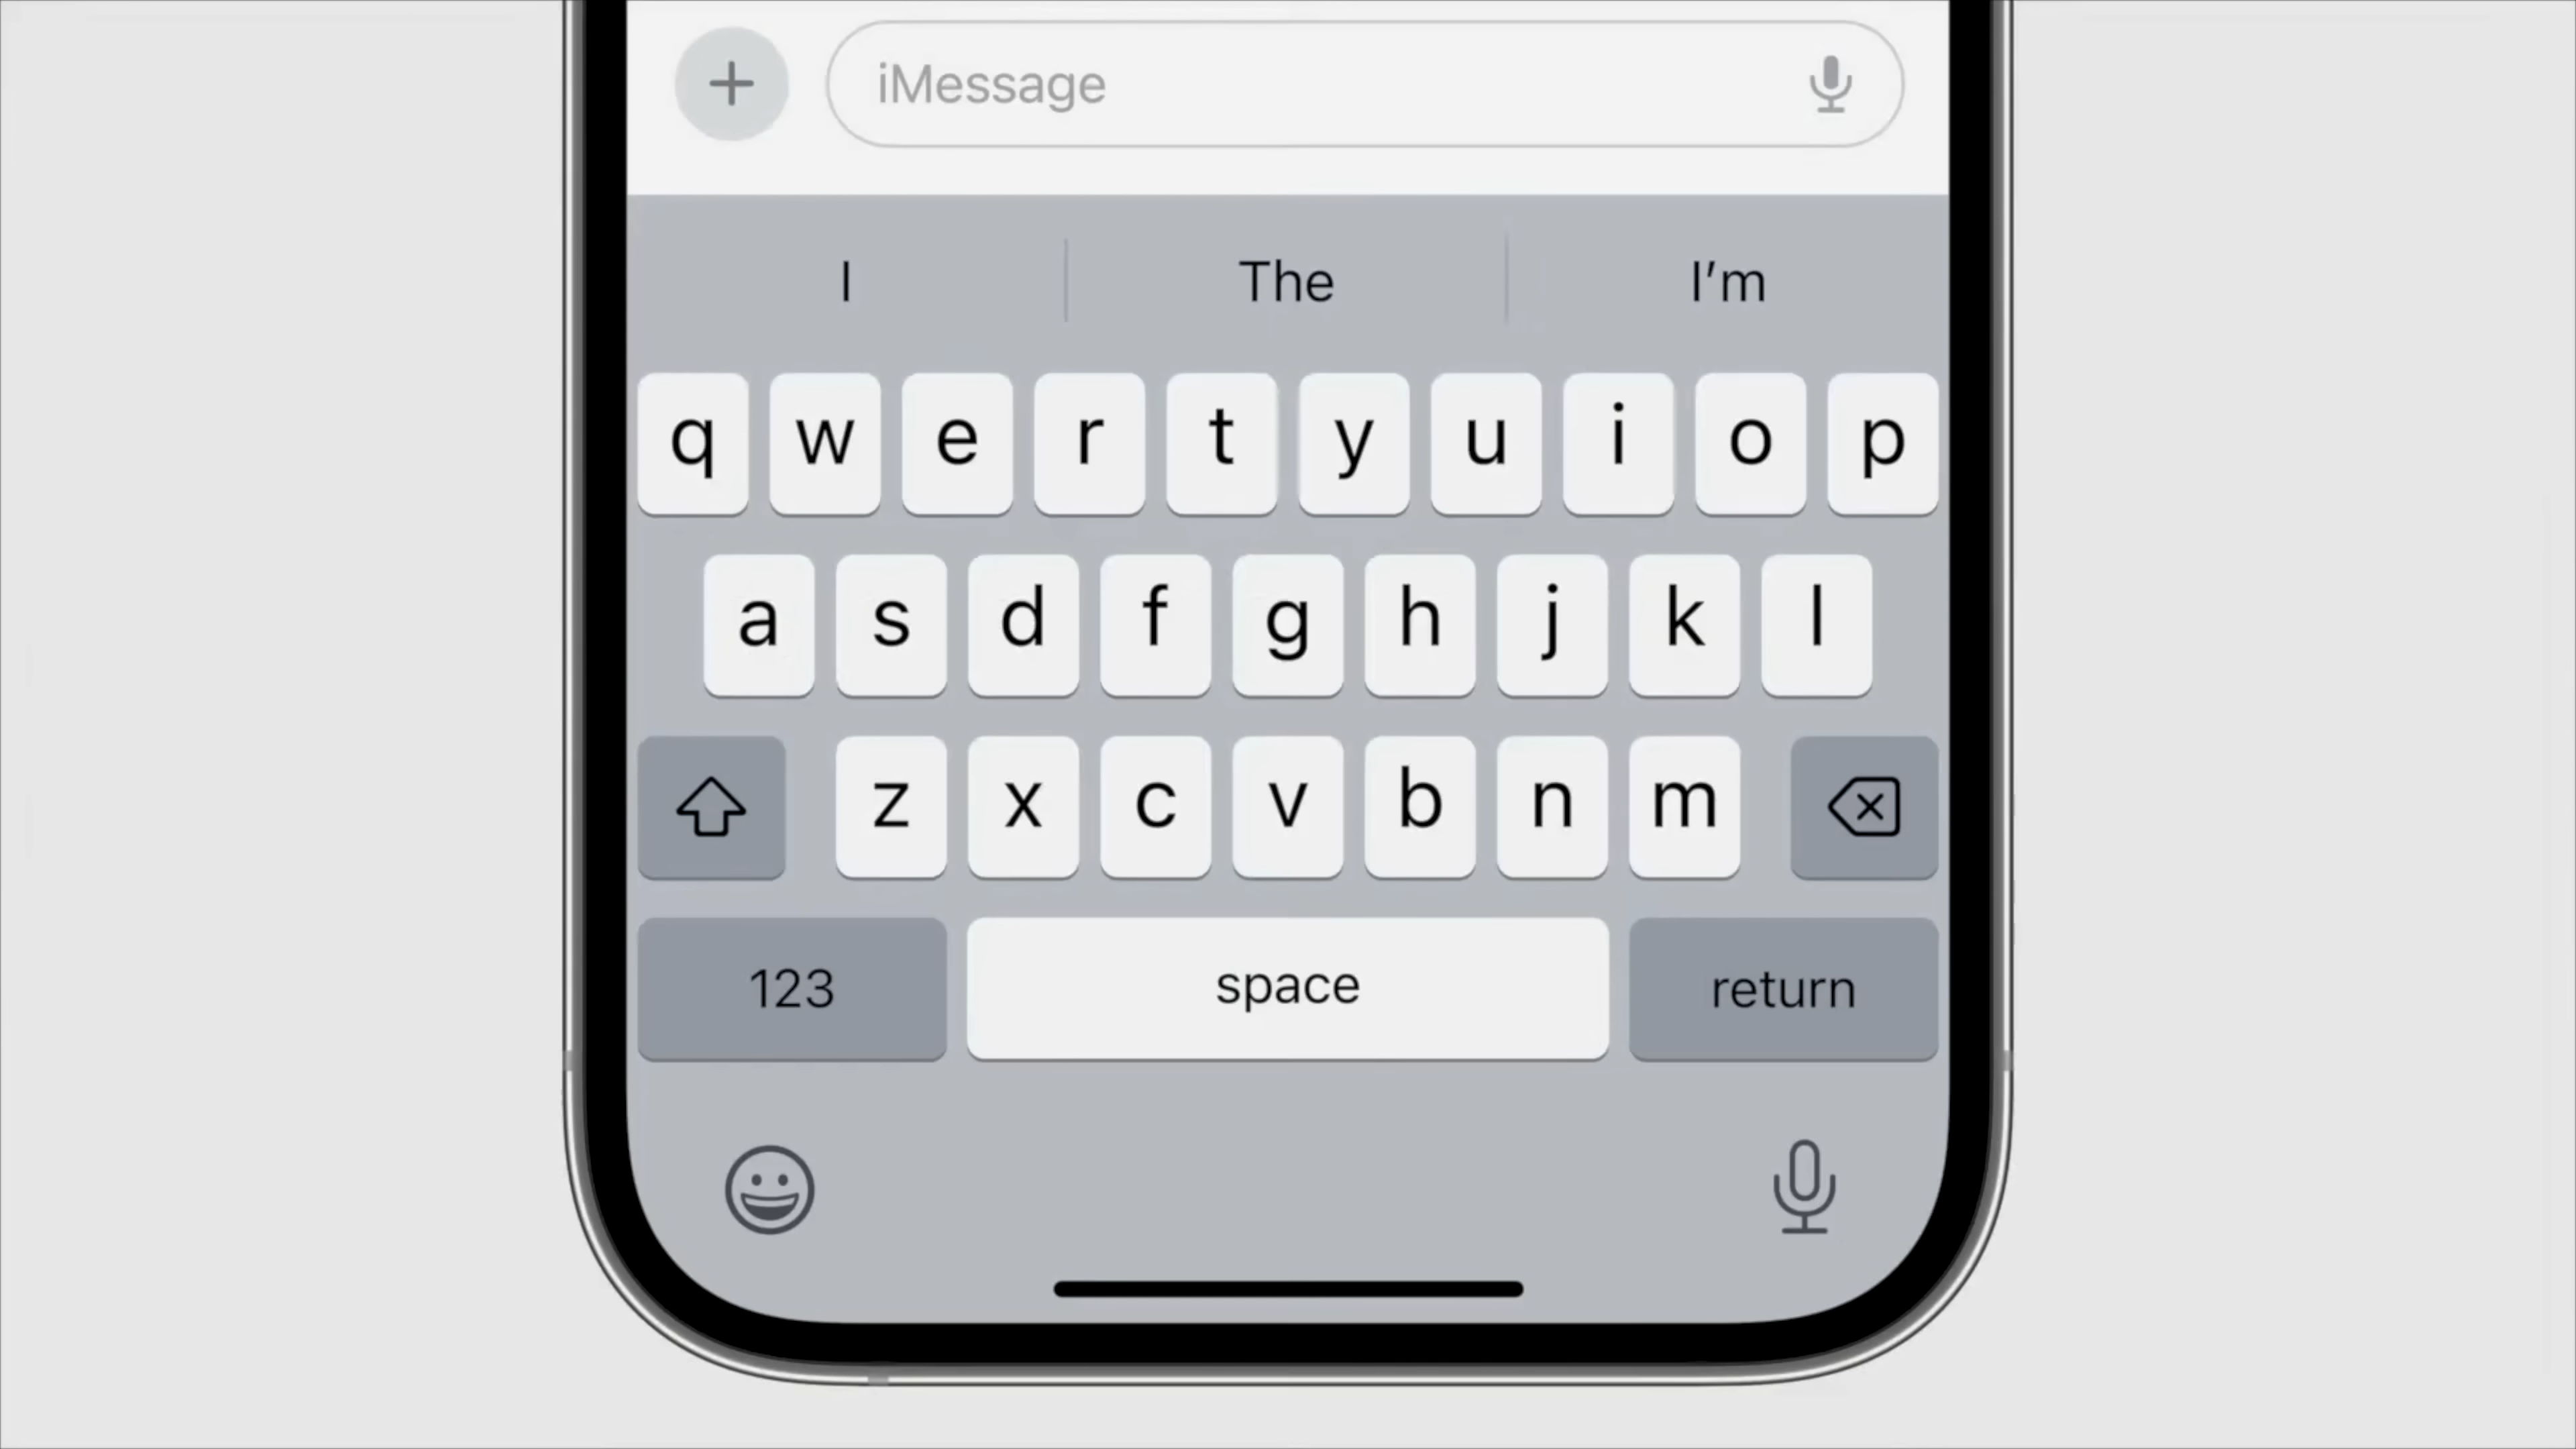 iMessage
I The I’m
q w e r t y u i o p
a s d f g h j k l
z x c v b n m
123 space return